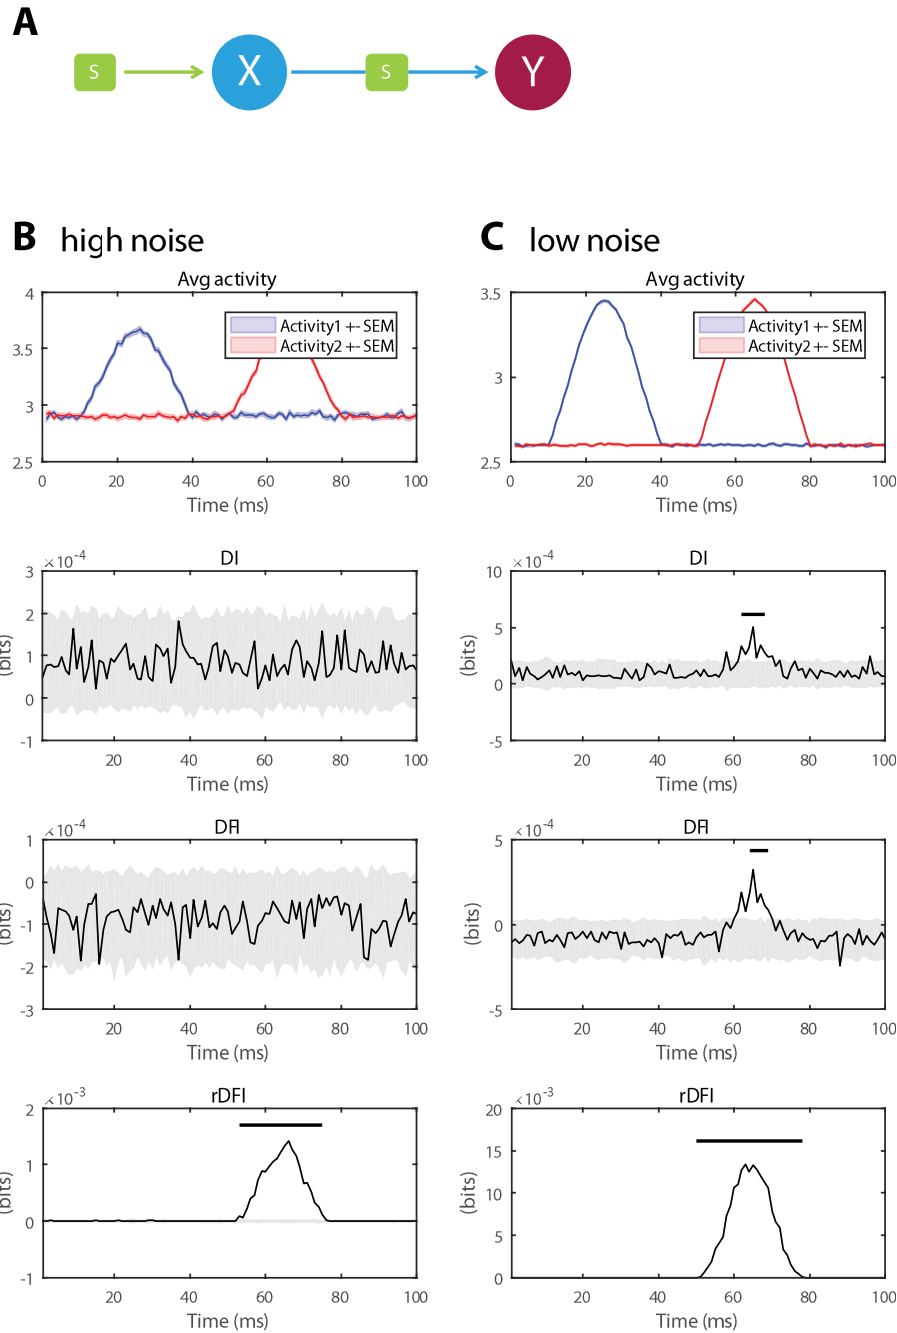 A
S X S Y
B high noise
Avg activity
4
3.5
3
2.5
Activity1 +- SEM
Activity2 +- SEM
0 20 40 60 80 100
Time (ms)
DI
×10-4
3
2
1
0
-1
(bits)
20 40 60 80 100
Time (ms)
DFI
×10-4
1
0
-1
-2
-3
(bits)
20 40 60 80 100
Time (ms)
rDFI
×10-3
2
1
0
-1
(bits)
20 40 60 80 100
Time (ms)
C low noise
Avg activity
3.5
3
2.5
Activity1 +- SEM
Activity2 +- SEM
0 20 40 60 80 100
Time (ms)
DI
×10-4
10
5
0
-5
(bits)
20 40 60 80 100
Time (ms)
DFI
×10-4
5
0
-5
(bits)
20 40 60 80 100
Time (ms)
rDFI
×10-3
20
15
10
5
0
(bits)
20 40 60 80 100
Time (ms)